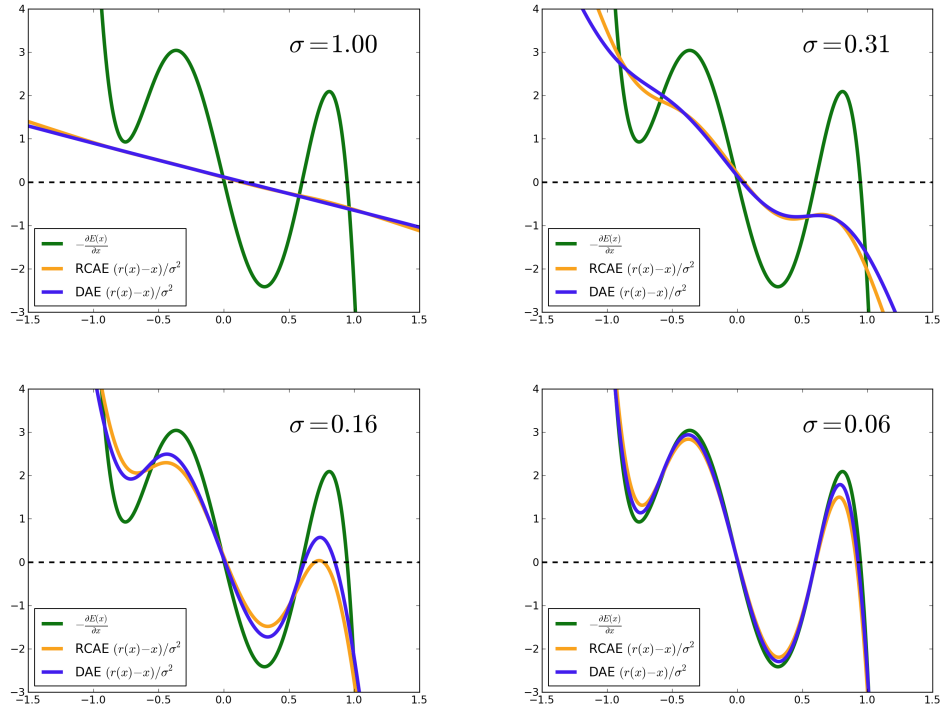 σ=1.00
4
3
2
1
0
−1
−2
−3
−1.5 −1.0 −0.5 0.0 0.5 1.0 1.5
−∂E(x)/∂x
RCAE (r(x)−x)/σ²
DAE (r(x)−x)/σ²
σ=0.31
4
3
2
1
0
−1
−2
−3
−1.5 −1.0 −0.5 0.0 0.5 1.0 1.5
−∂E(x)/∂x
RCAE (r(x)−x)/σ²
DAE (r(x)−x)/σ²
σ=0.16
4
3
2
1
0
−1
−2
−3
−1.5 −1.0 −0.5 0.0 0.5 1.0 1.5
−∂E(x)/∂x
RCAE (r(x)−x)/σ²
DAE (r(x)−x)/σ²
σ=0.06
4
3
2
1
0
−1
−2
−3
−1.5 −1.0 −0.5 0.0 0.5 1.0 1.5
−∂E(x)/∂x
RCAE (r(x)−x)/σ²
DAE (r(x)−x)/σ²